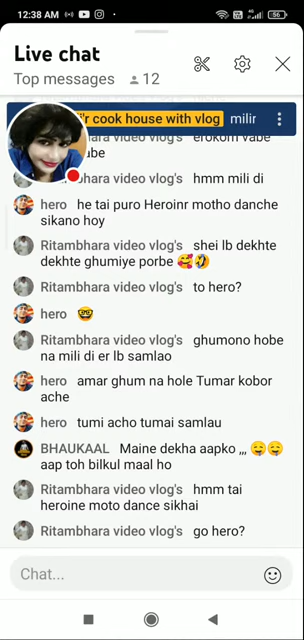 12:38 AM
56
Live chat
Top messages 12
r cook house with vlog milir
bhara vlog's erokom vabe
abe
bhara video vlog's hmm mili di
hero he tai puro Heroinr motho danche
sikano hoy
Ritambhara video vlog's shei lb dekhte
dekhte ghumiye porbe 🥰🤣
Ritambhara video vlog's to hero?
hero 🤓
Ritambhara video vlog's ghumono hobe
na mili di er lb samlao
hero amar ghum na hole Tumar kobor
ache
hero tumi acho tumai samlau
BHAUKAAL Maine dekha aapko ,,, 🤤🤤
aap toh bilkul maal ho
Ritambhara video vlog's hmm tai
heroine moto dance sikhai
Ritambhara video vlog's go hero?
Chat...